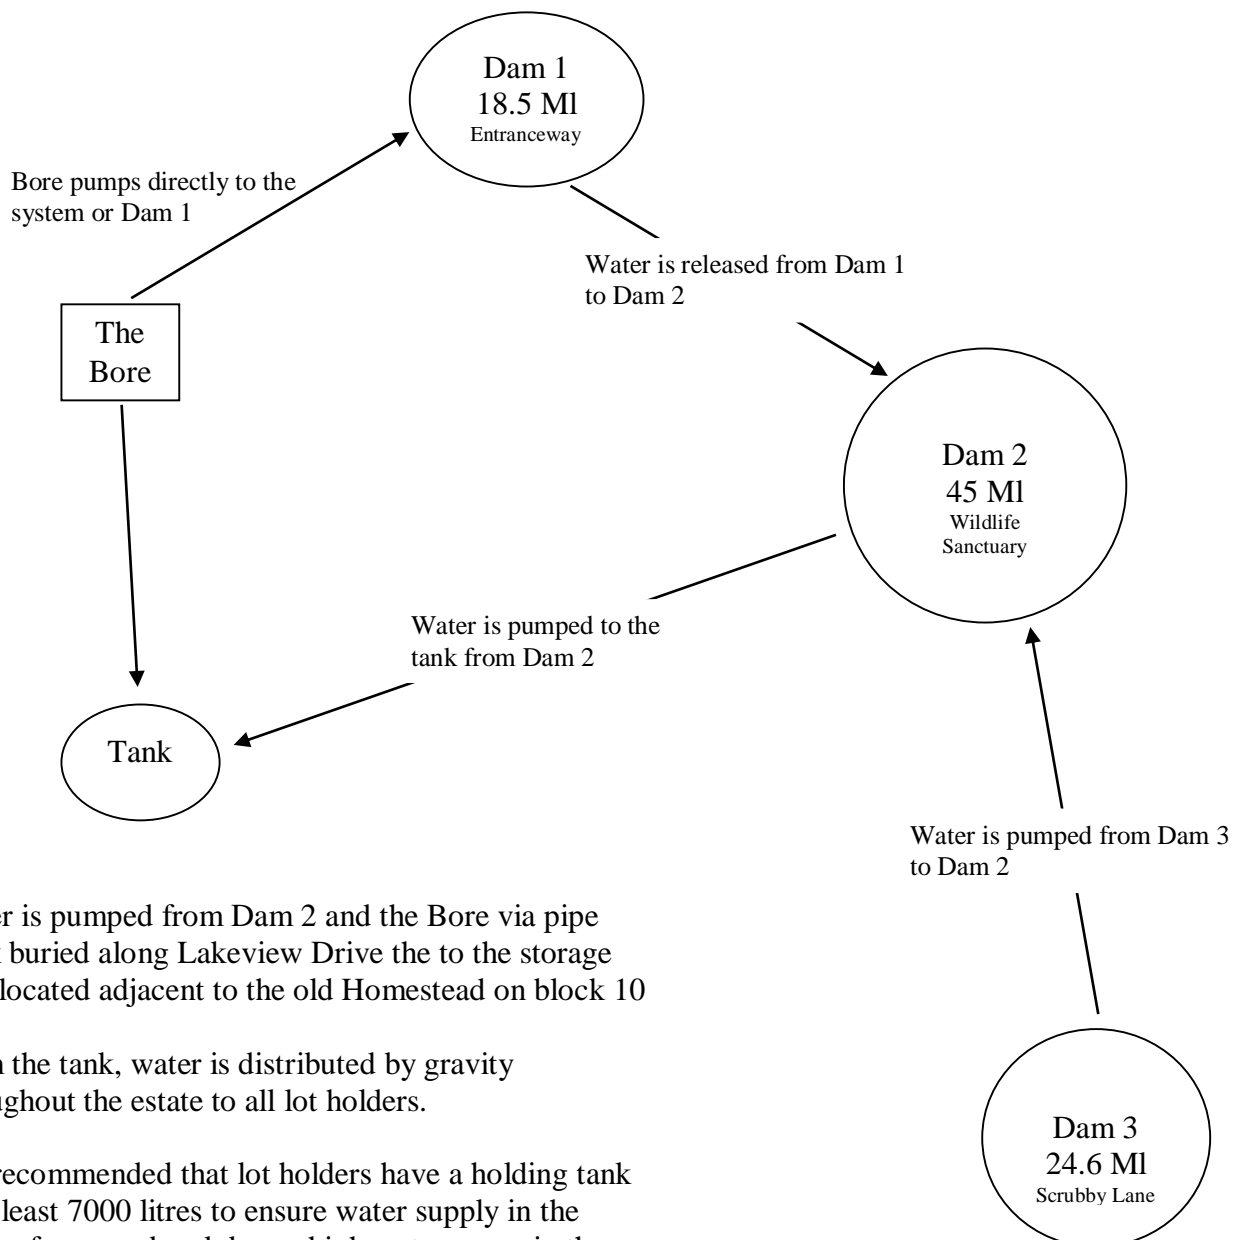 Dam 1
18.5 Ml
Entranceway
Bore pumps directly to the
system or Dam 1
Water is released from Dam 1
to Dam 2
The
Bore
Dam 2
45 Ml
Wildlife
Sanctuary
Water is pumped to the
tank from Dam 2
Tank
Water is pumped from Dam 3
to Dam 2
is pumped from Dam 2 and the Bore via pipe
buried along Lakeview Drive the to the storage
located adjacent to the old Homestead on block 10
the tank, water is distributed by gravity
the estate to all lot holders.
recommended that lot holders have a holding tank
least 7000 litres to ensure water supply in the
Dam 3
24.6 Ml
Scrubby Lane